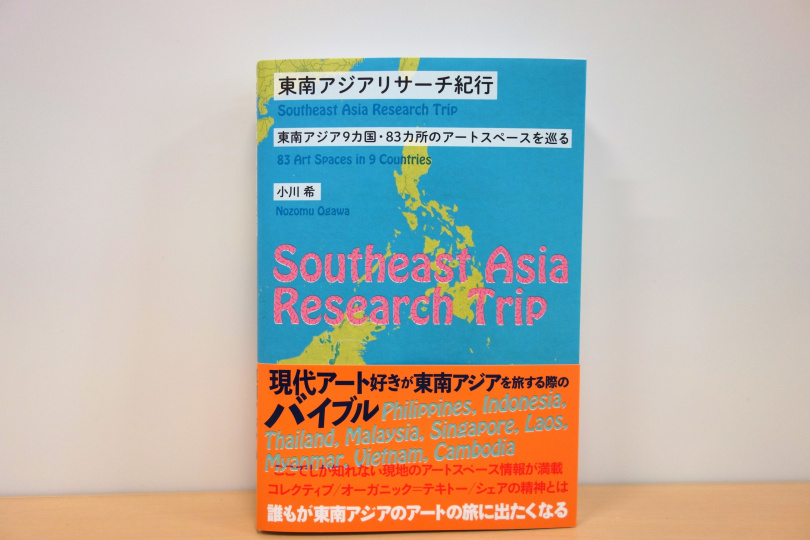 東南アジアリサーチ紀行
Southeast Asia Research Trip
東南アジア9カ国・83カ所のアートスペースを巡る
83 Art Spaces in 9 Countries
小川 希
Nozomu Ogawa
Southeast Asia
Research Trip
現代アート好きが東南アジアを旅する際の
バイブル
Philippines, Indonesia,
Thailand, Malaysia, Singapore, Laos,
Myanmar, Vietnam, Cambodia
ここでしか知れない現地のアートスペース情報が満載
コレクティブ/オーガニック=テキトー/シェアの精神とは
誰もが東南アジアのアートの旅に出たくなる